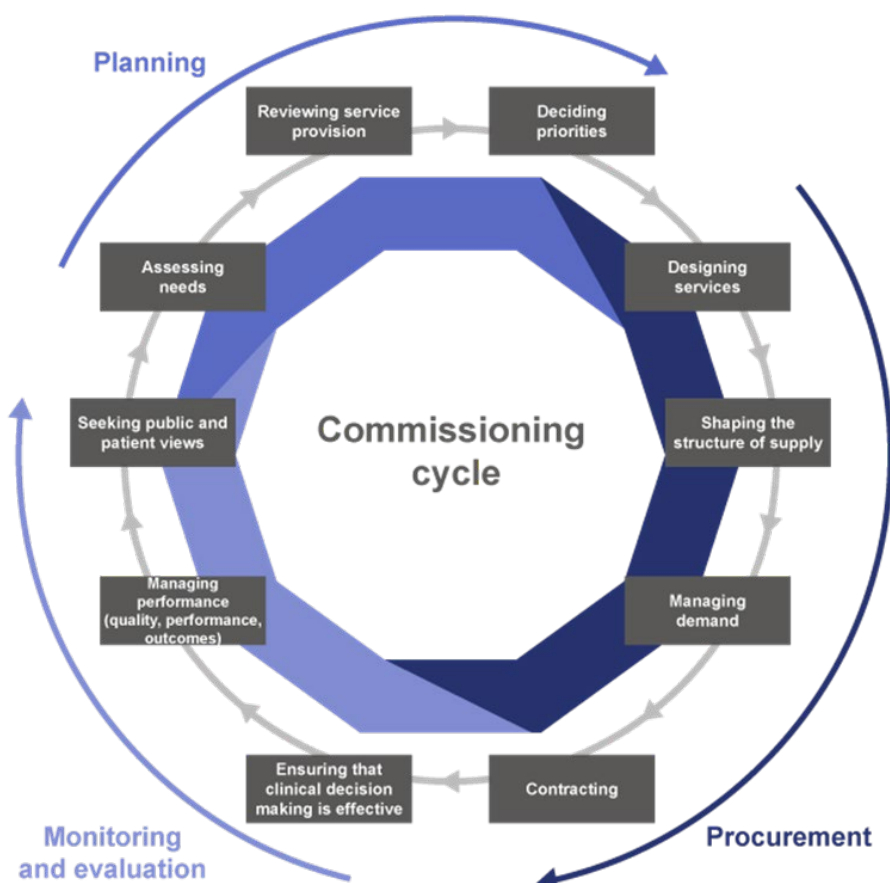 Planning
Reviewing service
provision
Deciding
priorities
Assessing
needs
Designing
services
Seeking public and
patient views
Commissioning
cycle
Shaping the
structure of supply
Managing
performance
(quality, performance,
outcomes)
Managing
demand
Ensuring that
clinical decision
making is effective
Contracting
Monitoring
and evaluation
Procurement